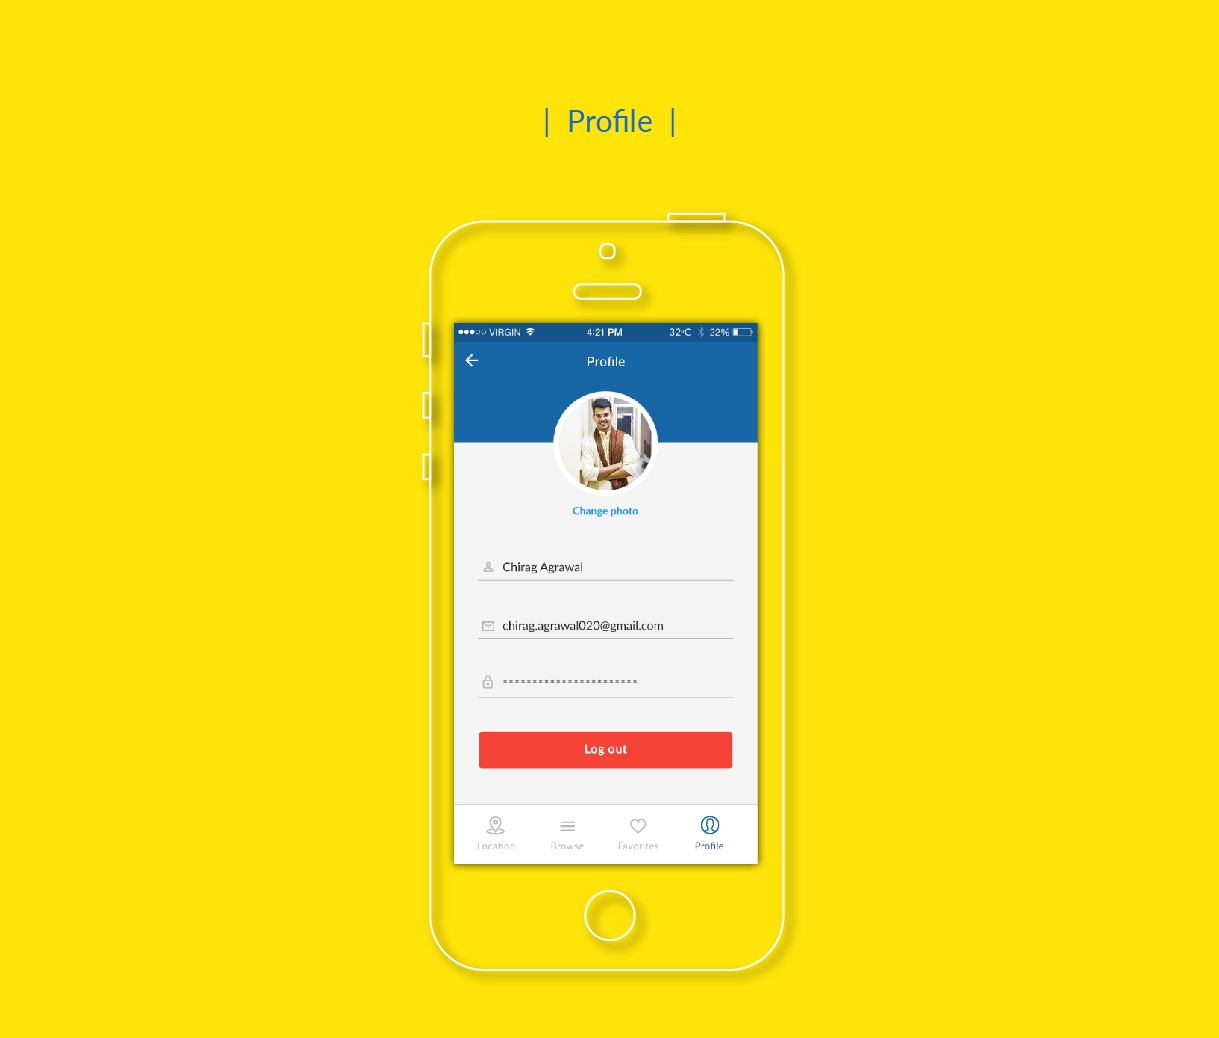 | Profile |
VIRGIN 4:21 PM 32°C 22%
Profile
Change photo
Chirag Agrawal
chirag.agrawal020@gmail.com
***********************
Log out
Location Browse Favorites Profile